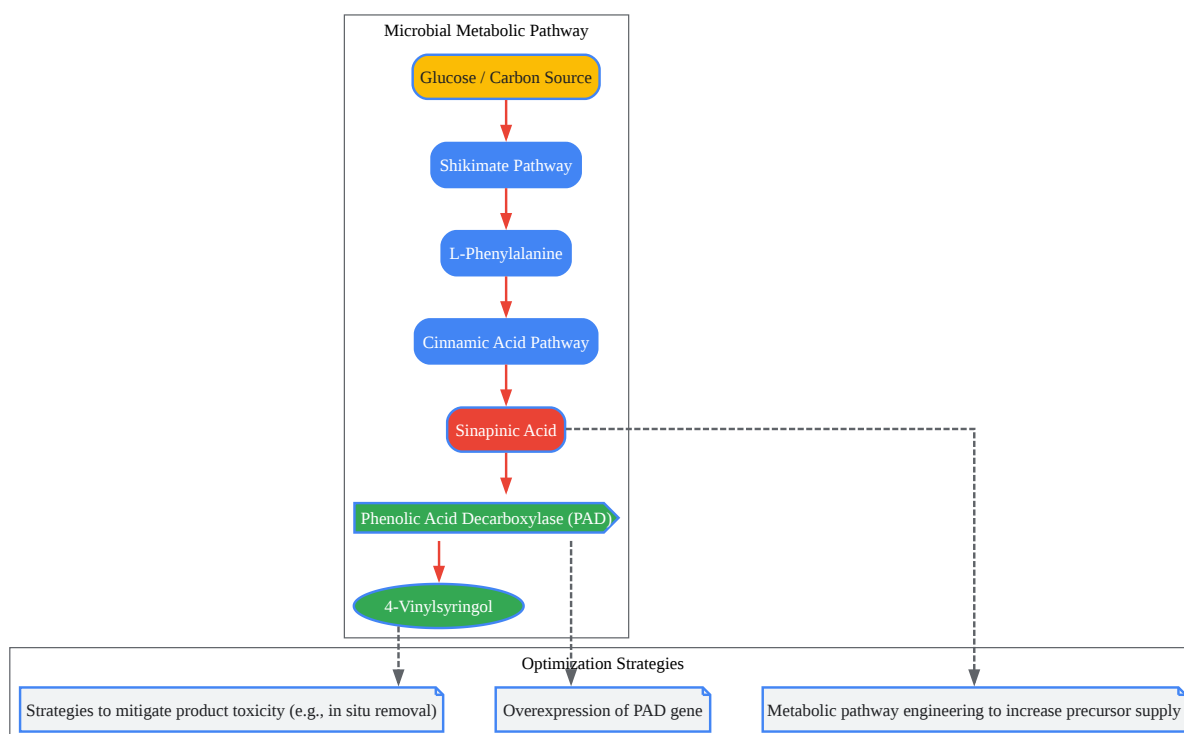 Microbial Metabolic Pathway
Glucose / Carbon Source
Shikimate Pathway
L-Phenylalanine
Cinnamic Acid Pathway
Sinapinic Acid
Phenolic Acid Decarboxylase (PAD)
4-Vinylsyringol
Optimization Strategies
Strategies to mitigate product toxicity (e.g., in situ removal)
Overexpression of PAD gene
Metabolic pathway engineering to increase precursor supply